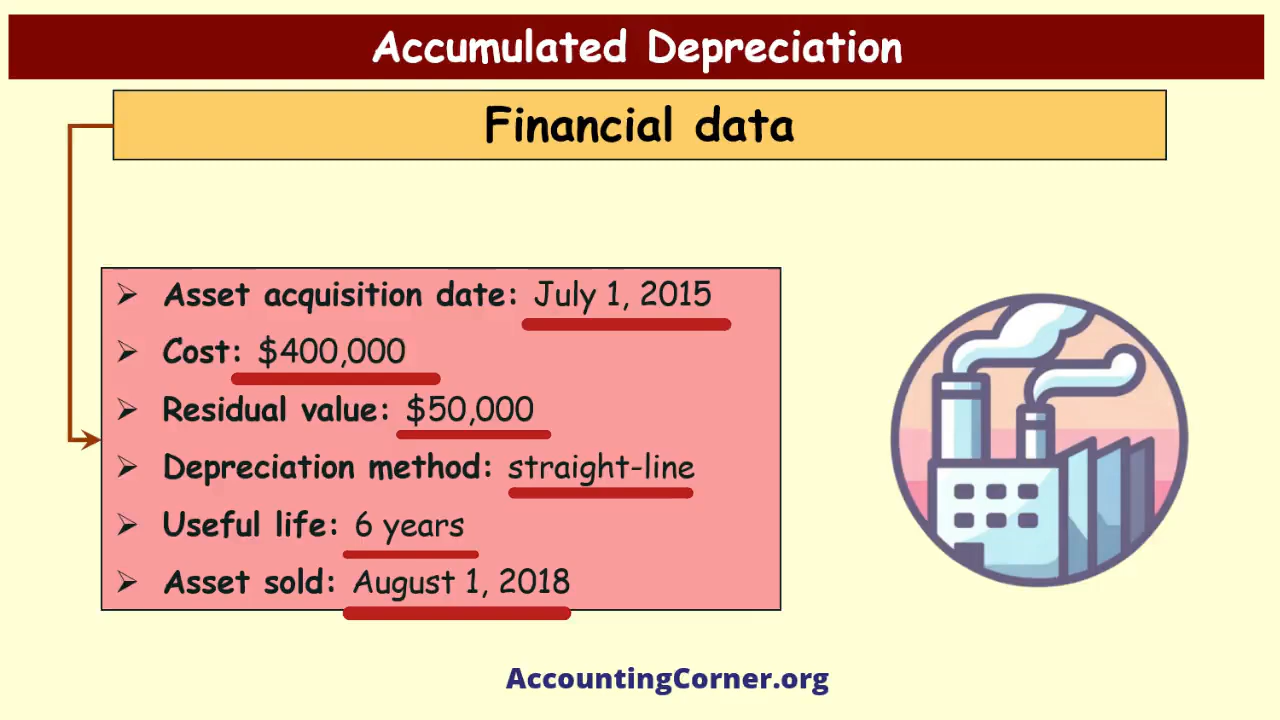 Accumulated Depreciation
Financial data
➢ Asset acquisition date: July 1, 2015
➢ Cost: $400,000
➢ Residual value: $50,000
➢ Depreciation method: straight-line
➢ Useful life: 6 years
➢ Asset sold: August 1, 2018
AccountingCorner.org